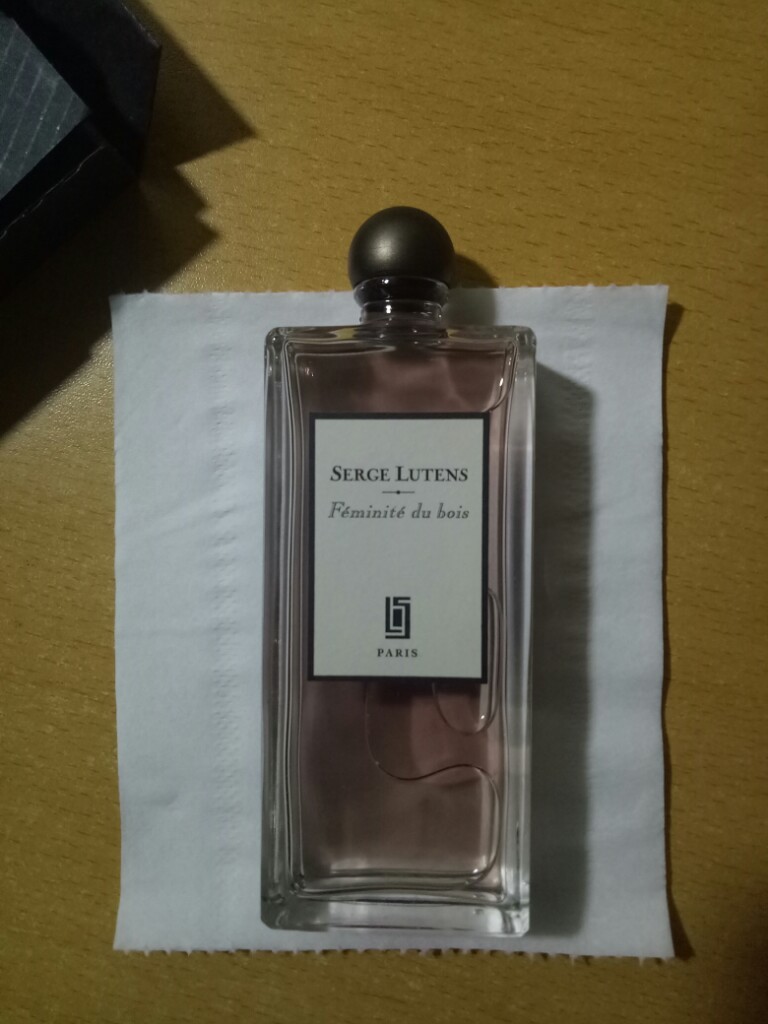 SERGE LUTENS
Féminité du bois
PARIS